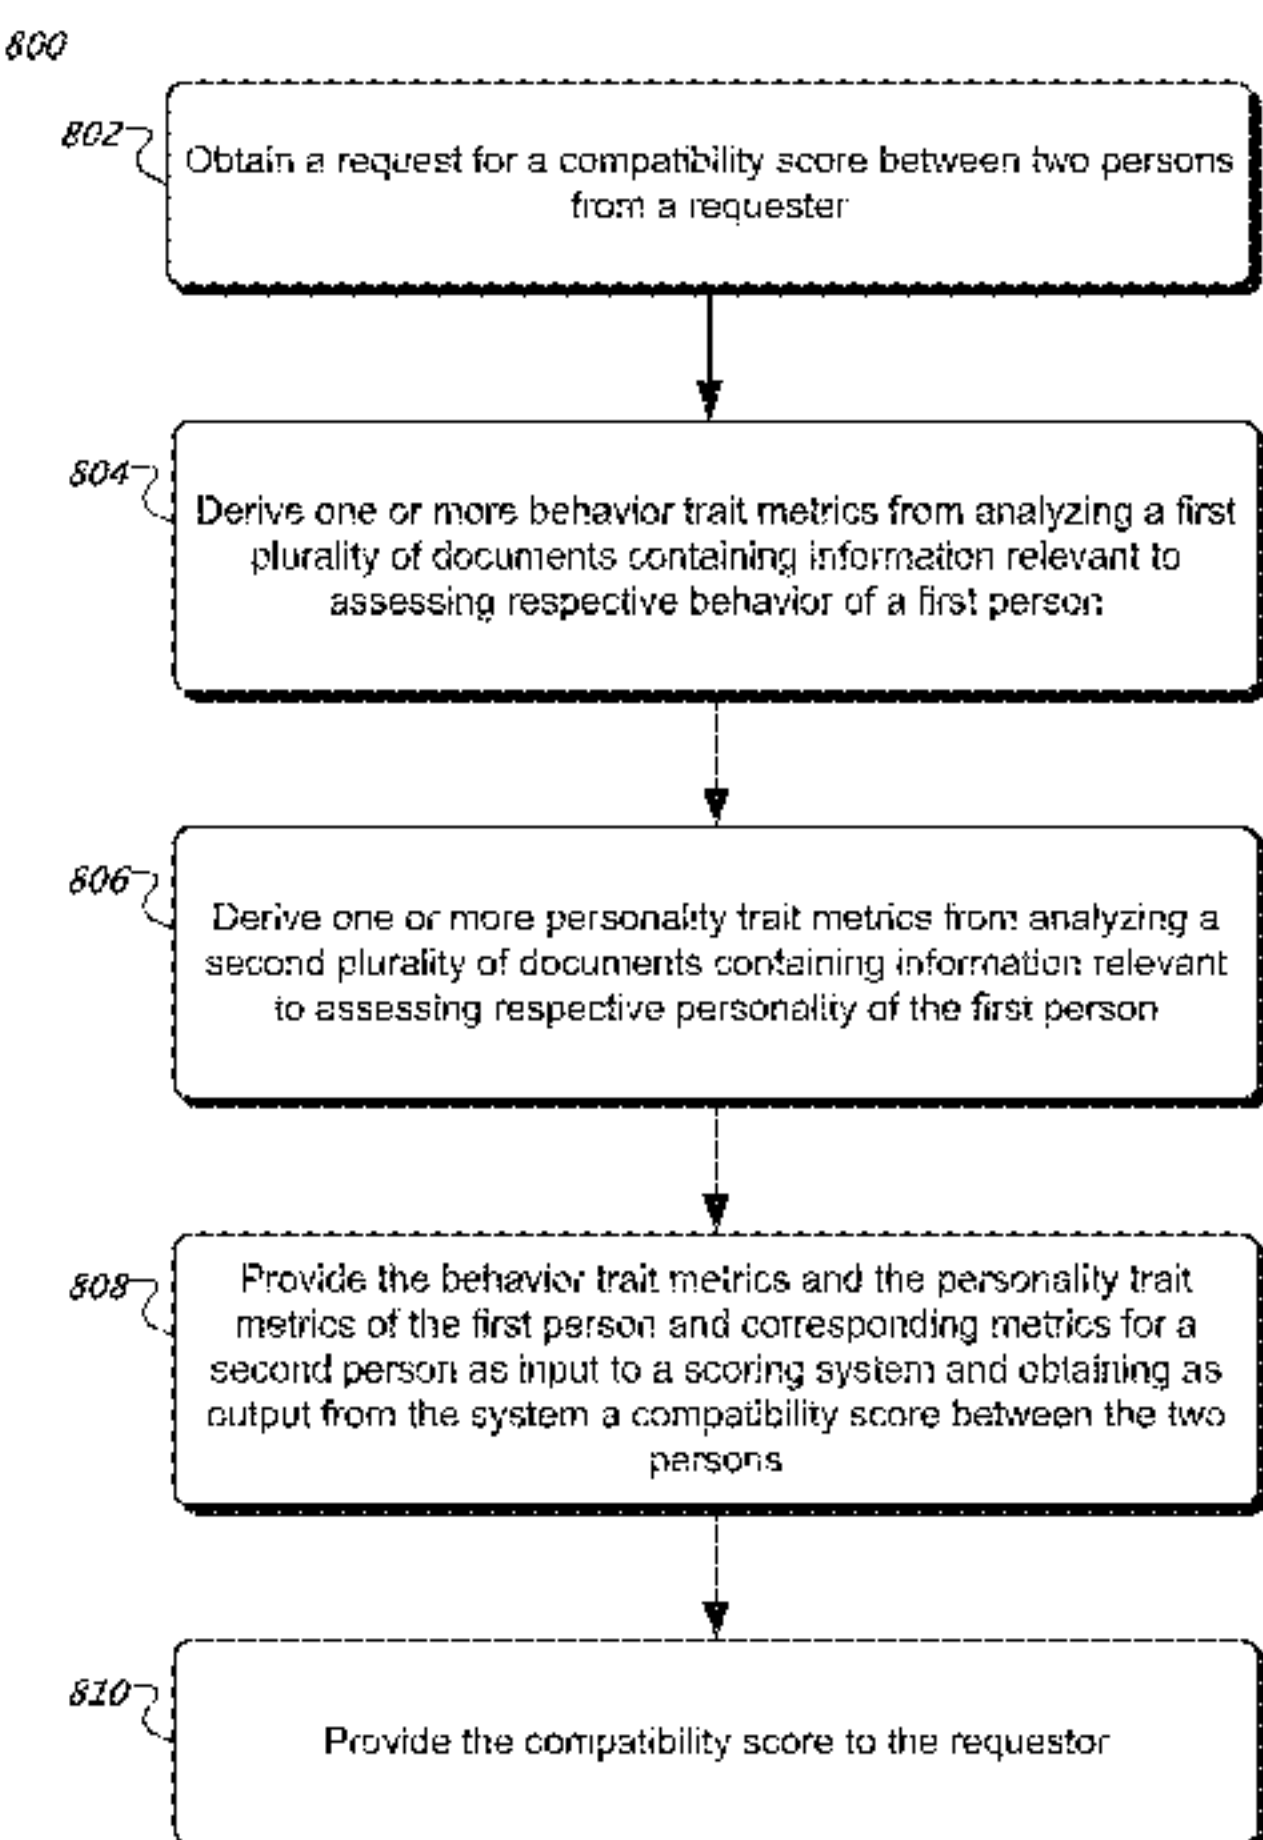 800
802
Obtain a request for a compatibility score between two persons
from a requester
804
Derive one or more behavior trait metrics from analyzing a first
plurality of documents containing information relevant to
assessing respective behavior of a first person
806
Derive one or more personality trait metrics from analyzing a
second plurality of documents containing information relevant
to assessing respective personality of the first person
808
Provide the behavior trait metrics and the personality trait
metrics of the first person and corresponding metrics for a
second person as input to a scoring system and obtaining as
output from the system a compatibility score between the two
persons
810
Provide the compatibility score to the requestor